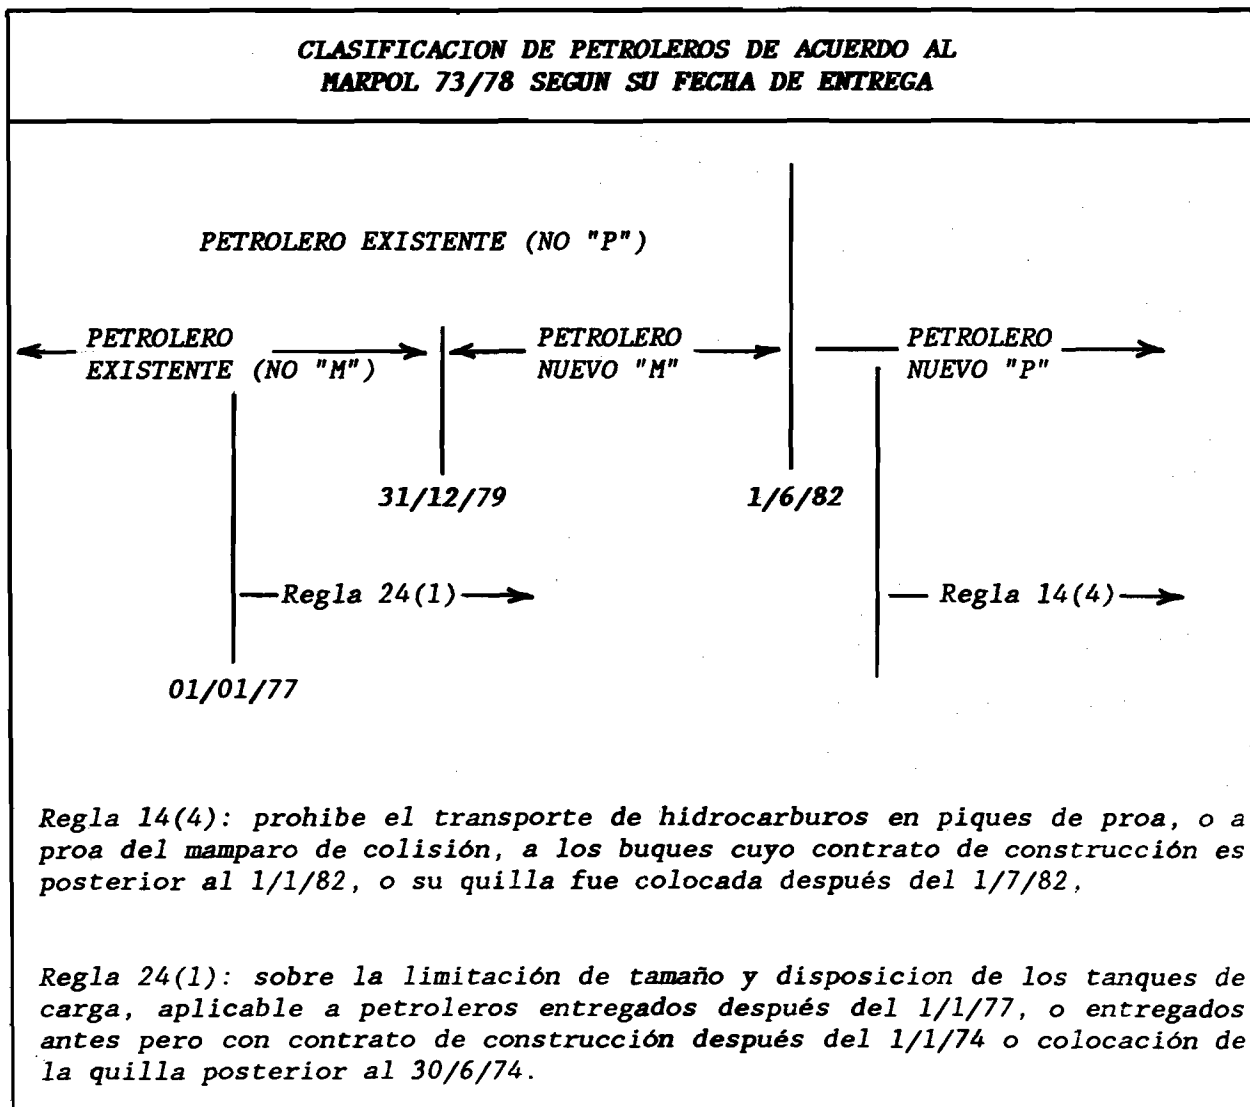 CLASIFICACION DE PETROLEROS DE ACUERDO AL
MARPOL 73/78 SEGUN SU FECHA DE ENTREGA
PETROLERO EXISTENTE (NO "P")
PETROLERO
EXISTENTE (NO "M")
PETROLERO
NUEVO "M"
PETROLERO
NUEVO "P"
31/12/79
1/6/82
Regla 24(1)
Regla 14(4)
01/01/77
Regla 14(4): prohibe el transporte de hidrocarburos en piques de proa, o a
proa del mamparo de colisión, a los buques cuyo contrato de construcción es
posterior al 1/1/82, o su quilla fue colocada después del 1/7/82,
Regla 24(1): sobre la limitación de tamaño y disposicion de los tanques de
carga, aplicable a petroleros entregados después del 1/1/77, o entregados
antes pero con contrato de construcción después del 1/1/74 o colocación de
la quilla posterior al 30/6/74.